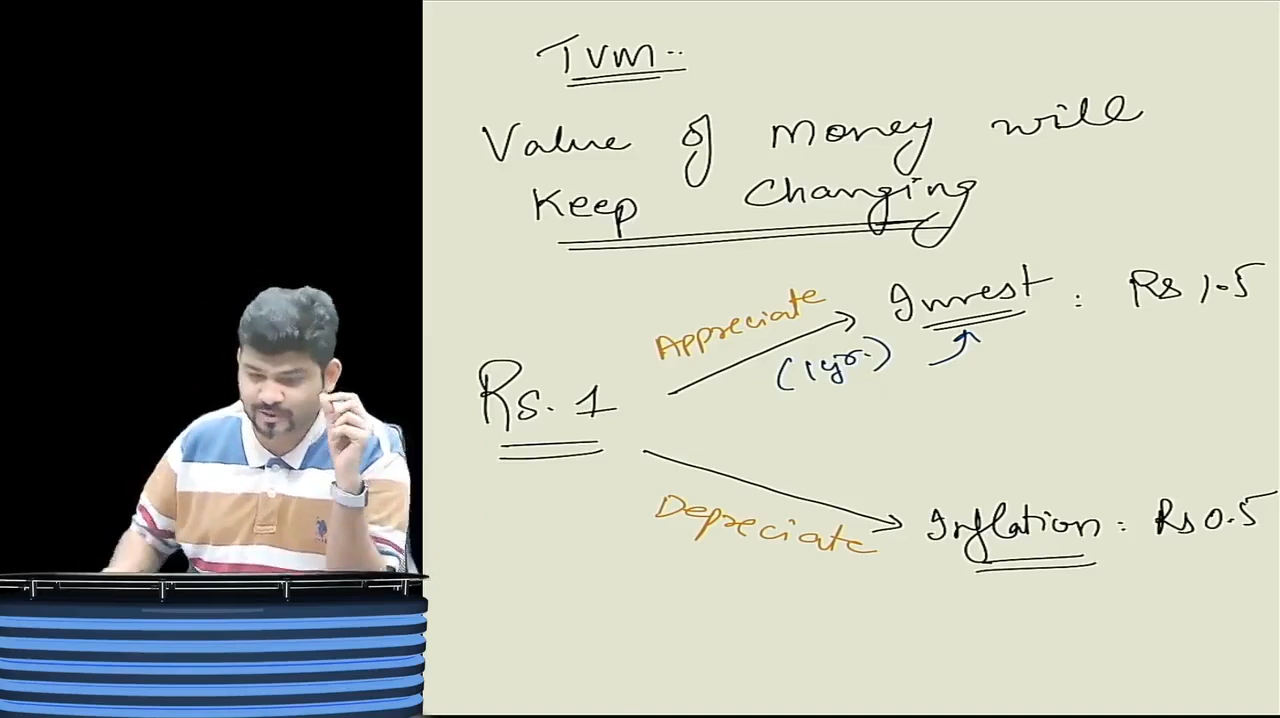 TVM..
Value of Money will
Keep Changing
Appreciate
Invest : Rs 1.5
(1yr.)
Rs. 1
Depreciate
Inflation : Rs 0.5